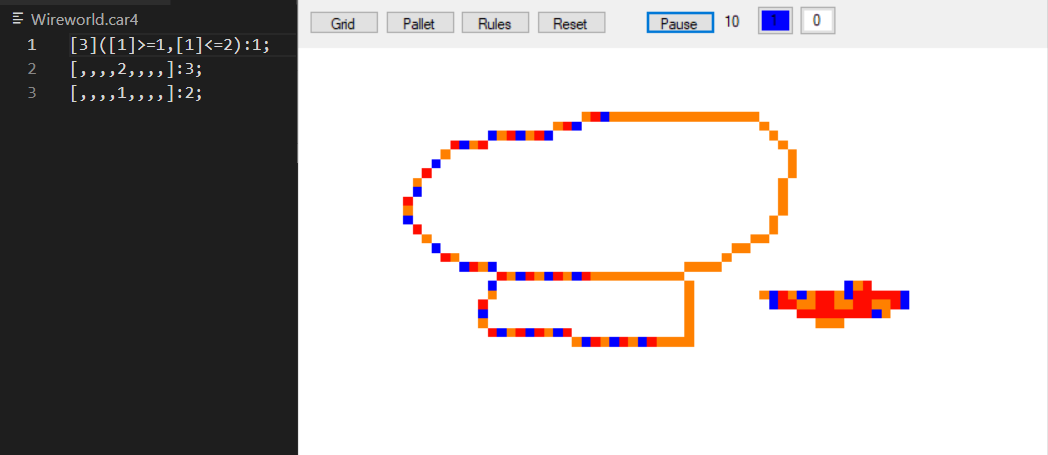 Wireworld.car4
1 [3]([1]>=1,[1]<=2):1;
2 [,,,,2,,,,]:3;
3 [,,,,1,,,,]:2;
Grid Pallet Rules Reset Pause 10 1 0